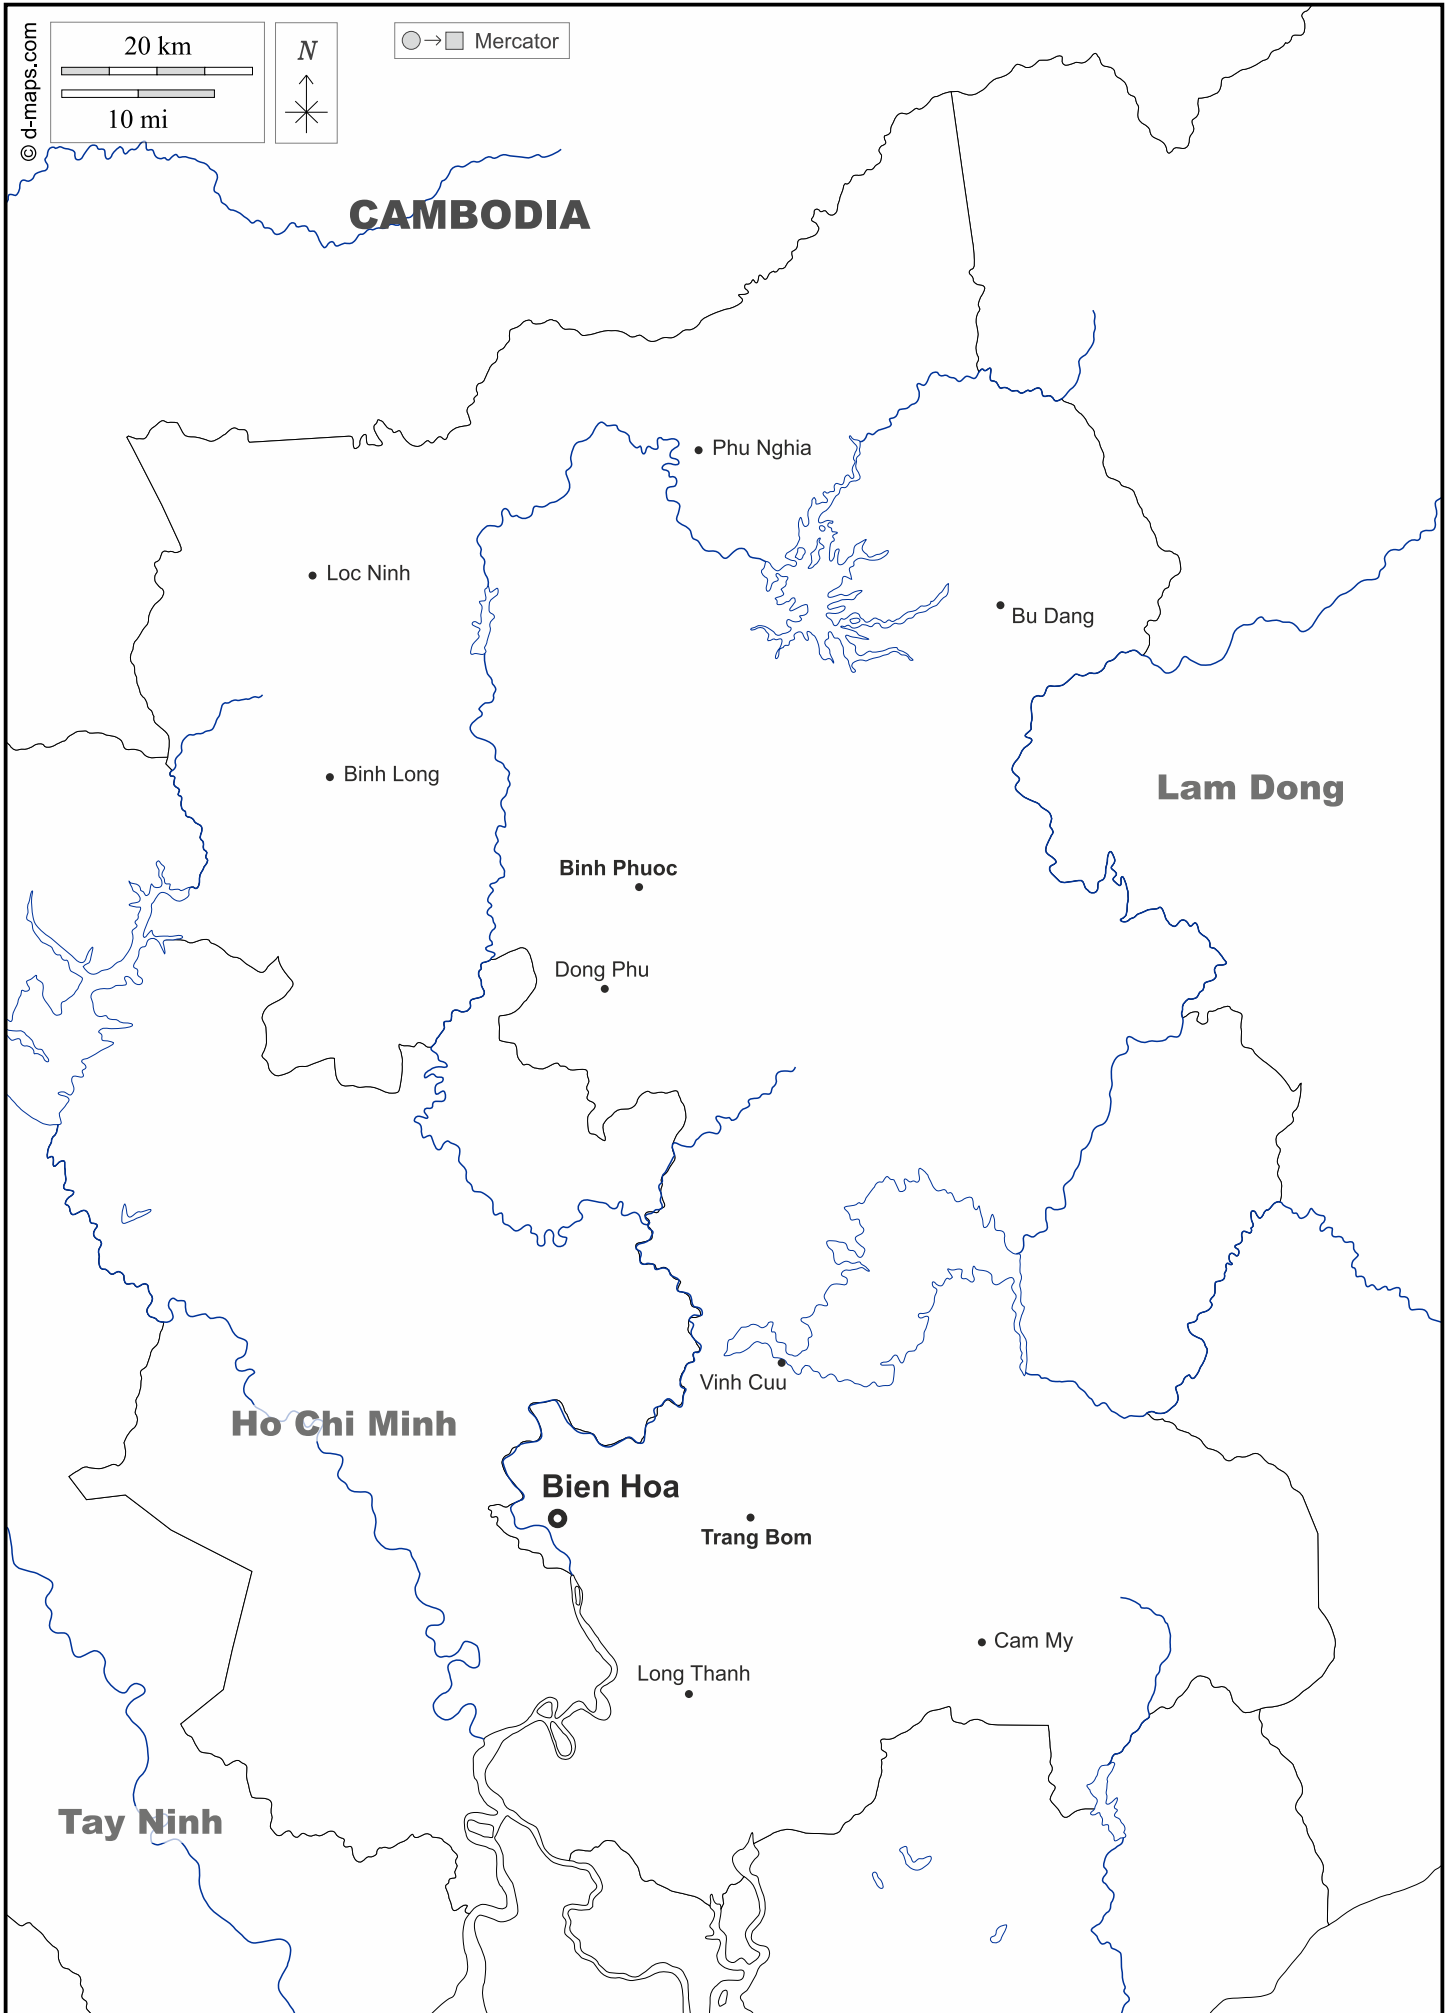 © d-maps.com
20 km
10 mi
N
Mercator
CAMBODIA
Phu Nghia
Loc Ninh
Bu Dang
Binh Long
Lam Dong
Binh Phuoc
Dong Phu
Vinh Cuu
Ho Chi Minh
Bien Hoa
Trang Bom
Cam My
Long Thanh
Tay Ninh